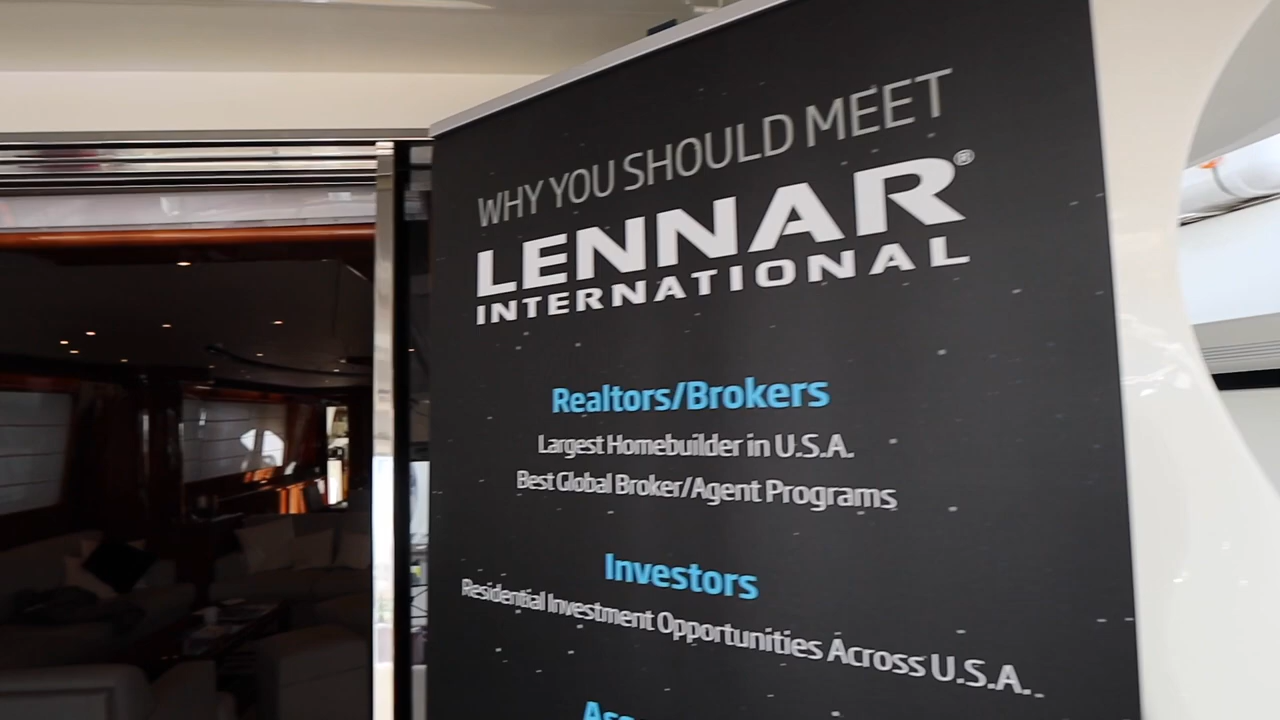 WHY YOU SHOULD MEET
LENNAR®
INTERNATIONAL
Realtors/Brokers
Largest Homebuilder in U.S.A.
Best Global Broker/Agent Programs
Investors
Residential Investment Opportunities Across U.S.A.